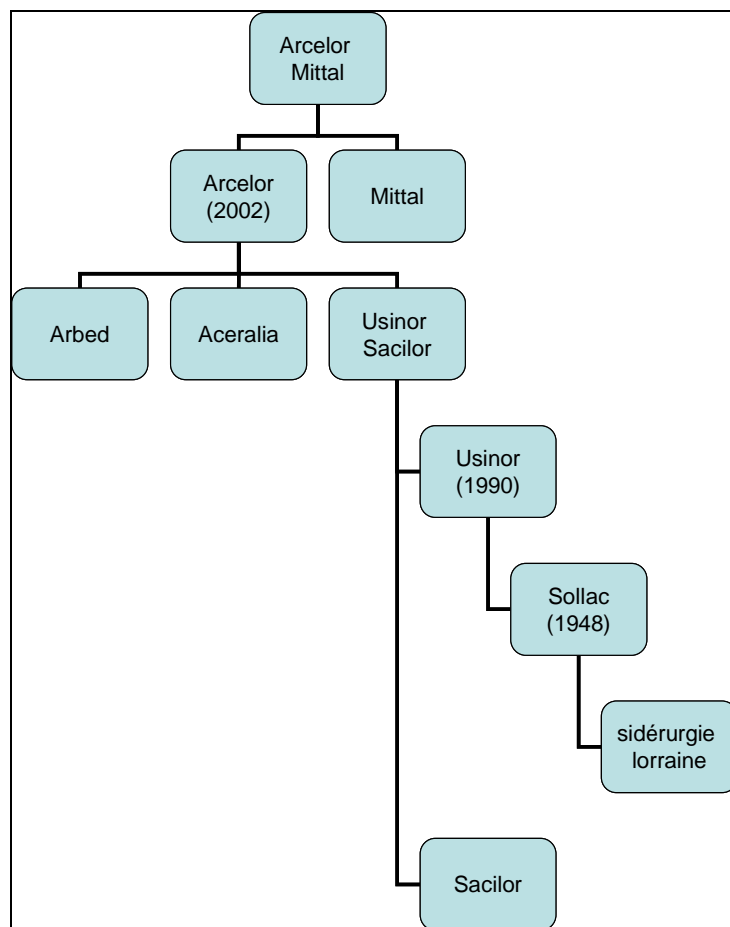 Arcelor
Mittal
Arcelor
(2002)
Mittal
Arbed
Aceralia
Usinor
Sacilor
Usinor
(1990)
Sollac
(1948)
sidérurgie
lorraine
Sacilor